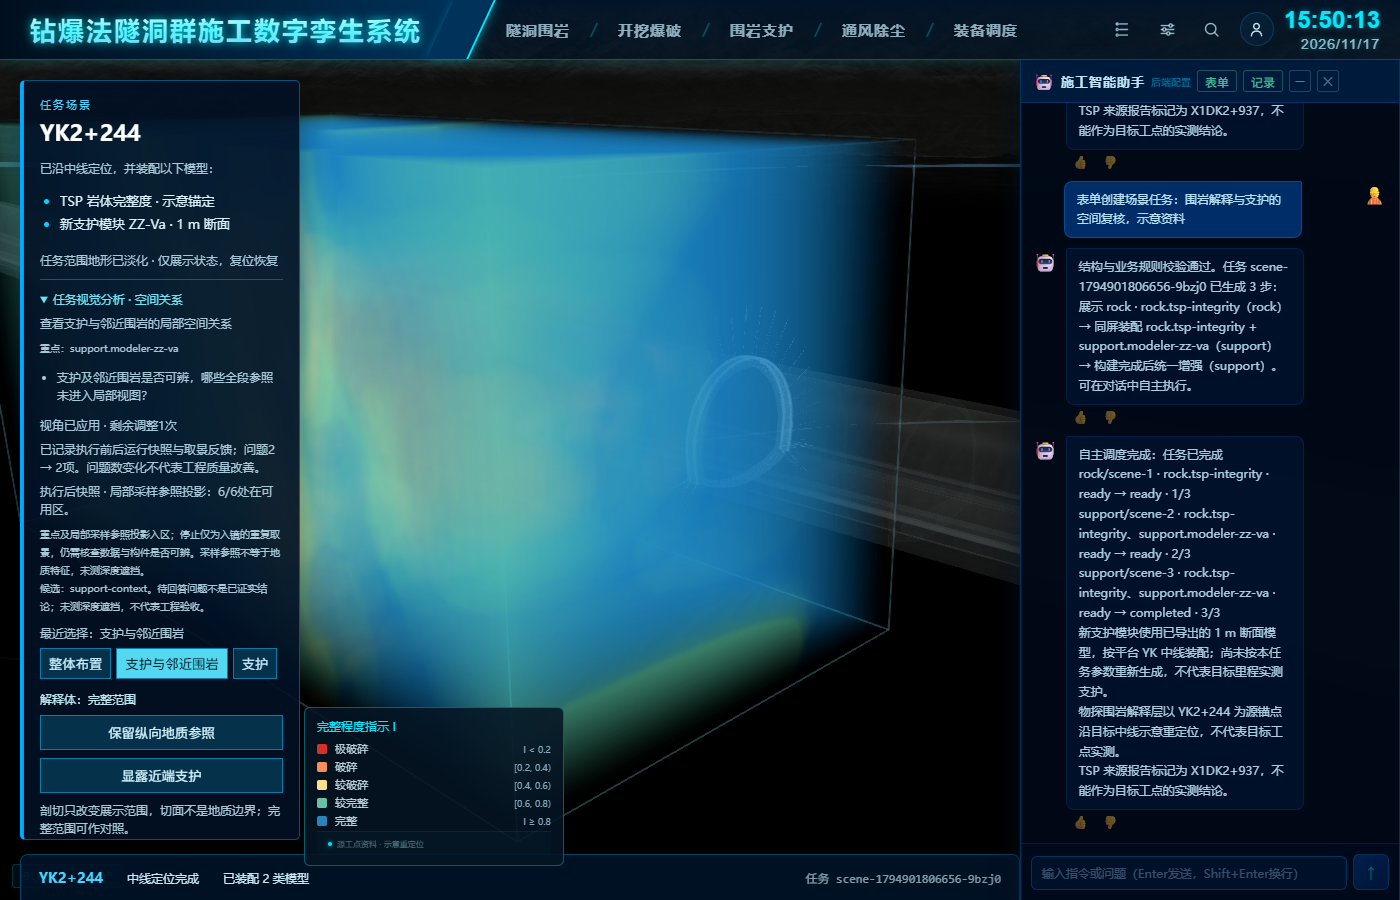 钻爆法隧洞群施工数字孪生系统
隧洞围岩 / 开挖爆破 / 围岩支护 / 通风除尘 / 装备调度
15:50:13
2026/11/17
任务场景
YK2+244
已沿中线定位，并装配以下模型：
• TSP 岩体完整度 · 示意锚定
• 新支护模块 ZZ-Va · 1 m 断面
任务范围地形已淡化 · 仅展示状态，复位恢复
▼ 任务视觉分析 · 空间关系
查看支护与邻近围岩的局部空间关系
重点：support.modeler-zz-va
• 支护及邻近围岩是否可辨，哪些全段参照
未进入局部视图？
视角已应用 · 剩余调整1次
已记录执行前后运行快照与取景反馈；问题2
→ 2项。问题数变化不代表工程质量改善。
执行后快照 · 局部采样参照投影：6/6处在可
用区。
重点及局部采样参照投影入区；停止仅为入镜的重复取
景，仍需核查数据与构件是否可辨。采样参照不等于地
质特征，未测深度遮挡。
候选：support-context。待回答问题不是已证实结
论；未测深度遮挡，不代表工程验收。
最近选择：支护与邻近围岩
整体布置 支护与邻近围岩 支护
解释体：完整范围
保留纵向地质参照
显露近端支护
剖切只改变展示范围，切面不是地质边界；完
整范围可作对照。
完整程度指示 I
极破碎 I < 0.2
破碎 [0.2, 0.4)
较破碎 [0.4, 0.6)
较完整 [0.6, 0.8)
完整 I ≥ 0.8
源工点资料 · 示意重定位
YK2+244 中线定位完成 已装配 2 类模型 任务 scene-1794901806656-9bzj0
施工智能助手 后端配置 表单 记录
TSP 来源报告标记为 X1DK2+937，不
能作为目标工点的实测结论。
表单创建场景任务：围岩解释与支护的
空间复核，示意资料
结构与业务规则校验通过。任务 scene-
1794901806656-9bzj0 已生成 3 步：
展示 rock · rock.tsp-integrity（rock）
→ 同屏装配 rock.tsp-integrity +
support.modeler-zz-va（support）
→ 构建完成后统一增强（support）。
可在对话中自主执行。
自主调度完成：任务已完成
rock/scene-1 · rock.tsp-integrity ·
ready → ready · 1/3
support/scene-2 · rock.tsp-
integrity、support.modeler-zz-va ·
ready → ready · 2/3
support/scene-3 · rock.tsp-
integrity、support.modeler-zz-va ·
ready → completed · 3/3
新支护模块使用已导出的 1 m 断面模
型，按平台 YK 中线装配；尚未按本任
务参数重新生成，不代表目标里程实测
支护。
物探围岩解释层以 YK2+244 为源锚点
沿目标中线示意重定位，不代表目标工
点实测。
TSP 来源报告标记为 X1DK2+937，不
能作为目标工点的实测结论。
输入指令或问题（Enter发送，Shift+Enter换行）